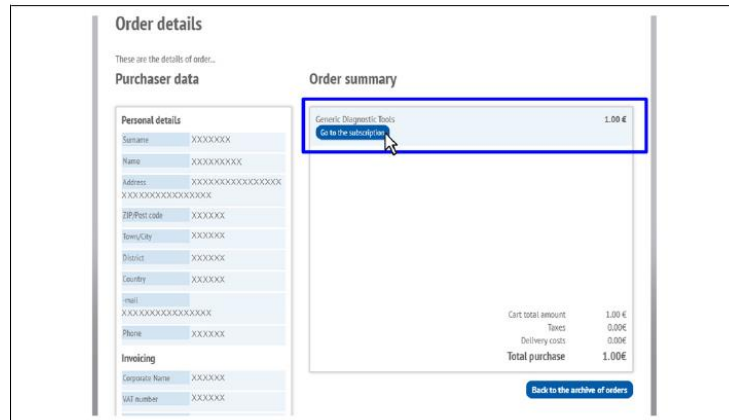 Order details
These are the details of order...
Purchaser data
Personal details
Surname XXXXXXX
Name XXXXXXXXX
Address XXXXXXXXXXXXXXXX
XXXXXXXXXXXXXXXX
ZIP/Post code XXXXXX
Town/City XXXXXX
District XXXXXX
Country XXXXXX
-mail
XXXXXXXXXXXXXXXX
Phone XXXXXX
Invoicing
Corporate Name XXXXXX
VAT number XXXXXX
Order summary
Generic Diagnostic Tools 1.00 €
Go to the subscription
Cart total amount 1.00 €
Taxes 0.00€
Delivery costs 0.00€
Total purchase 1.00€
Back to the archive of orders